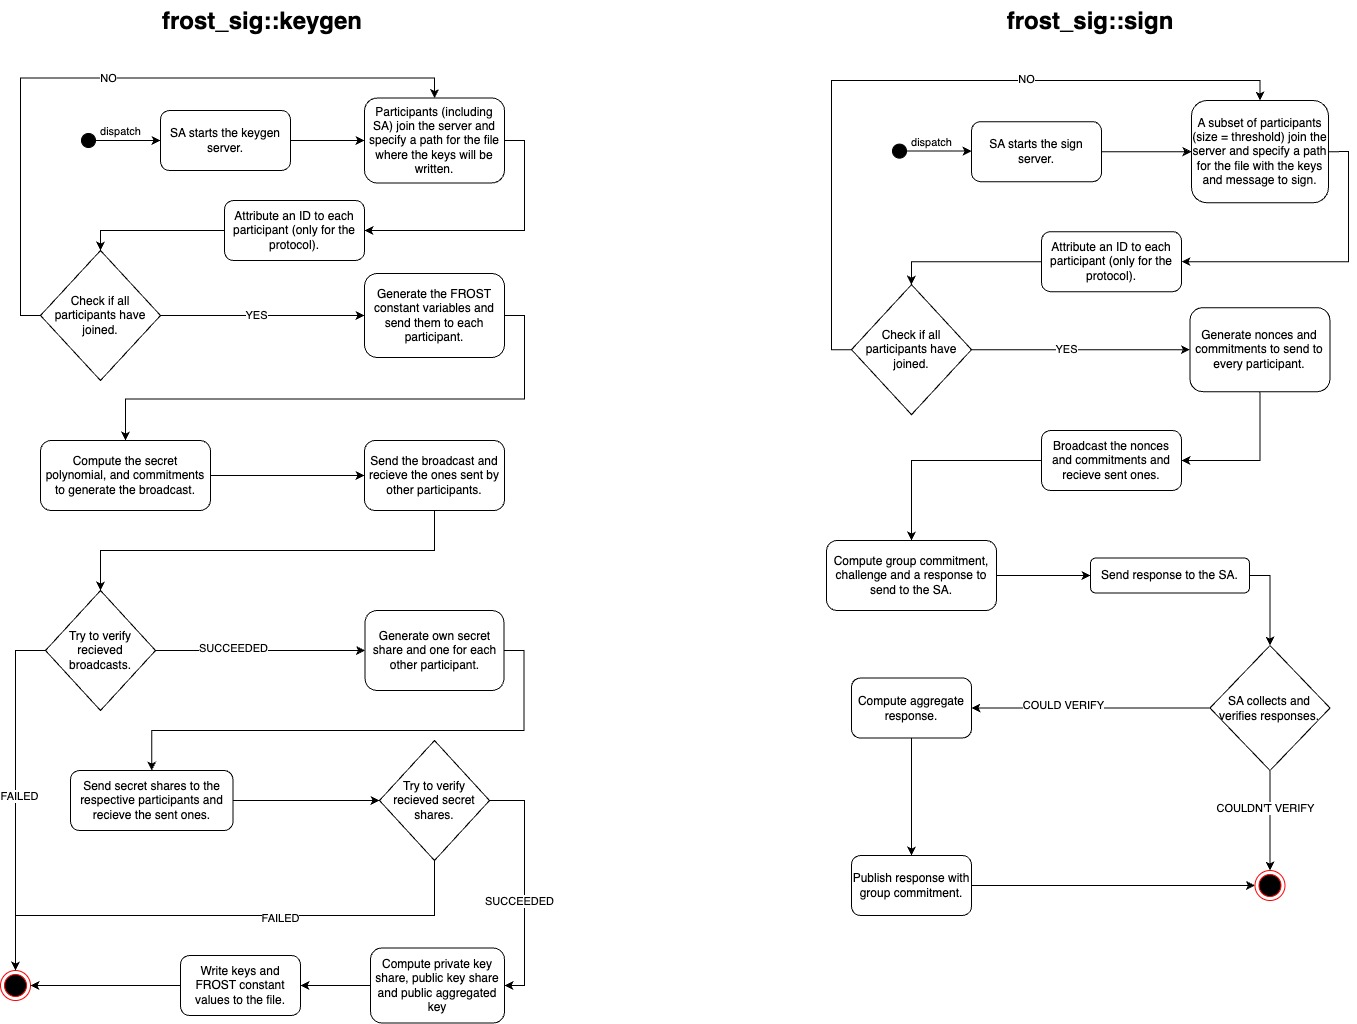 frost_sig::keygen
NO
dispatch
SA starts the keygen
server.
Participants (including
SA) join the server and
specify a path for the file
where the keys will be
written.
Attribute an ID to each
participant (only for the
protocol).
Check if all
participants have
joined.
YES
Generate the FROST
constant variables and
send them to each
participant.
Compute the secret
polynomial, and commitments
to generate the broadcast.
Send the broadcast and
recieve the ones sent by
other participants.
Try to verify
recieved
broadcasts.
SUCCEEDED
Generate own secret
share and one for each
other participant.
FAILED
Send secret shares to the
respective participants and
recieve the sent ones.
Try to verify
recieved secret
shares.
SUCCEEDED
FAILED
Compute private key
share, public key share
and public aggregated
key
Write keys and
FROST constant
values to the file.
frost_sig::sign
NO
dispatch
SA starts the sign
server.
A subset of participants
(size = threshold) join the
server and specify a path
for the file with the keys
and message to sign.
Attribute an ID to each
participant (only for the
protocol).
Check if all
participants have
joined.
YES
Generate nonces and
commitments to send to
every participant.
Broadcast the nonces
and commitments and
recieve sent ones.
Compute group commitment,
challenge and a response to
send to the SA.
Send response to the SA.
SA collects and
verifies responses.
COULD VERIFY
Compute aggregate
response.
COULDN'T VERIFY
Publish response with
group commitment.